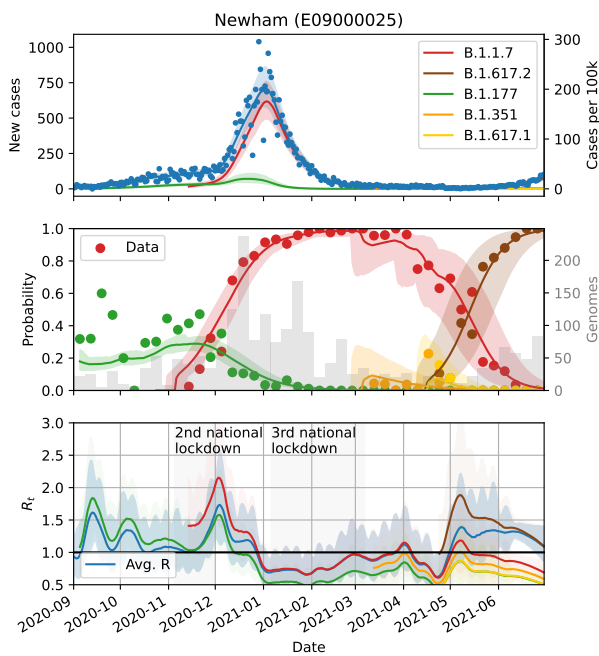 Newham (E09000025)
New cases
1000
750
500
250
0
B.1.1.7
B.1.617.2
B.1.177
B.1.351
B.1.617.1
300
200
100
0
Cases per 100k
Probability
1.0
0.8
0.6
0.4
0.2
0.0
Data
200
150
100
50
0
Genomes
Rt
3.0
2.5
2.0
1.5
1.0
0.5
2nd national
lockdown
3rd national
lockdown
Avg. R
2020-09
2020-10
2020-11
2020-12
2021-01
2021-02
2021-03
2021-04
2021-05
2021-06
Date